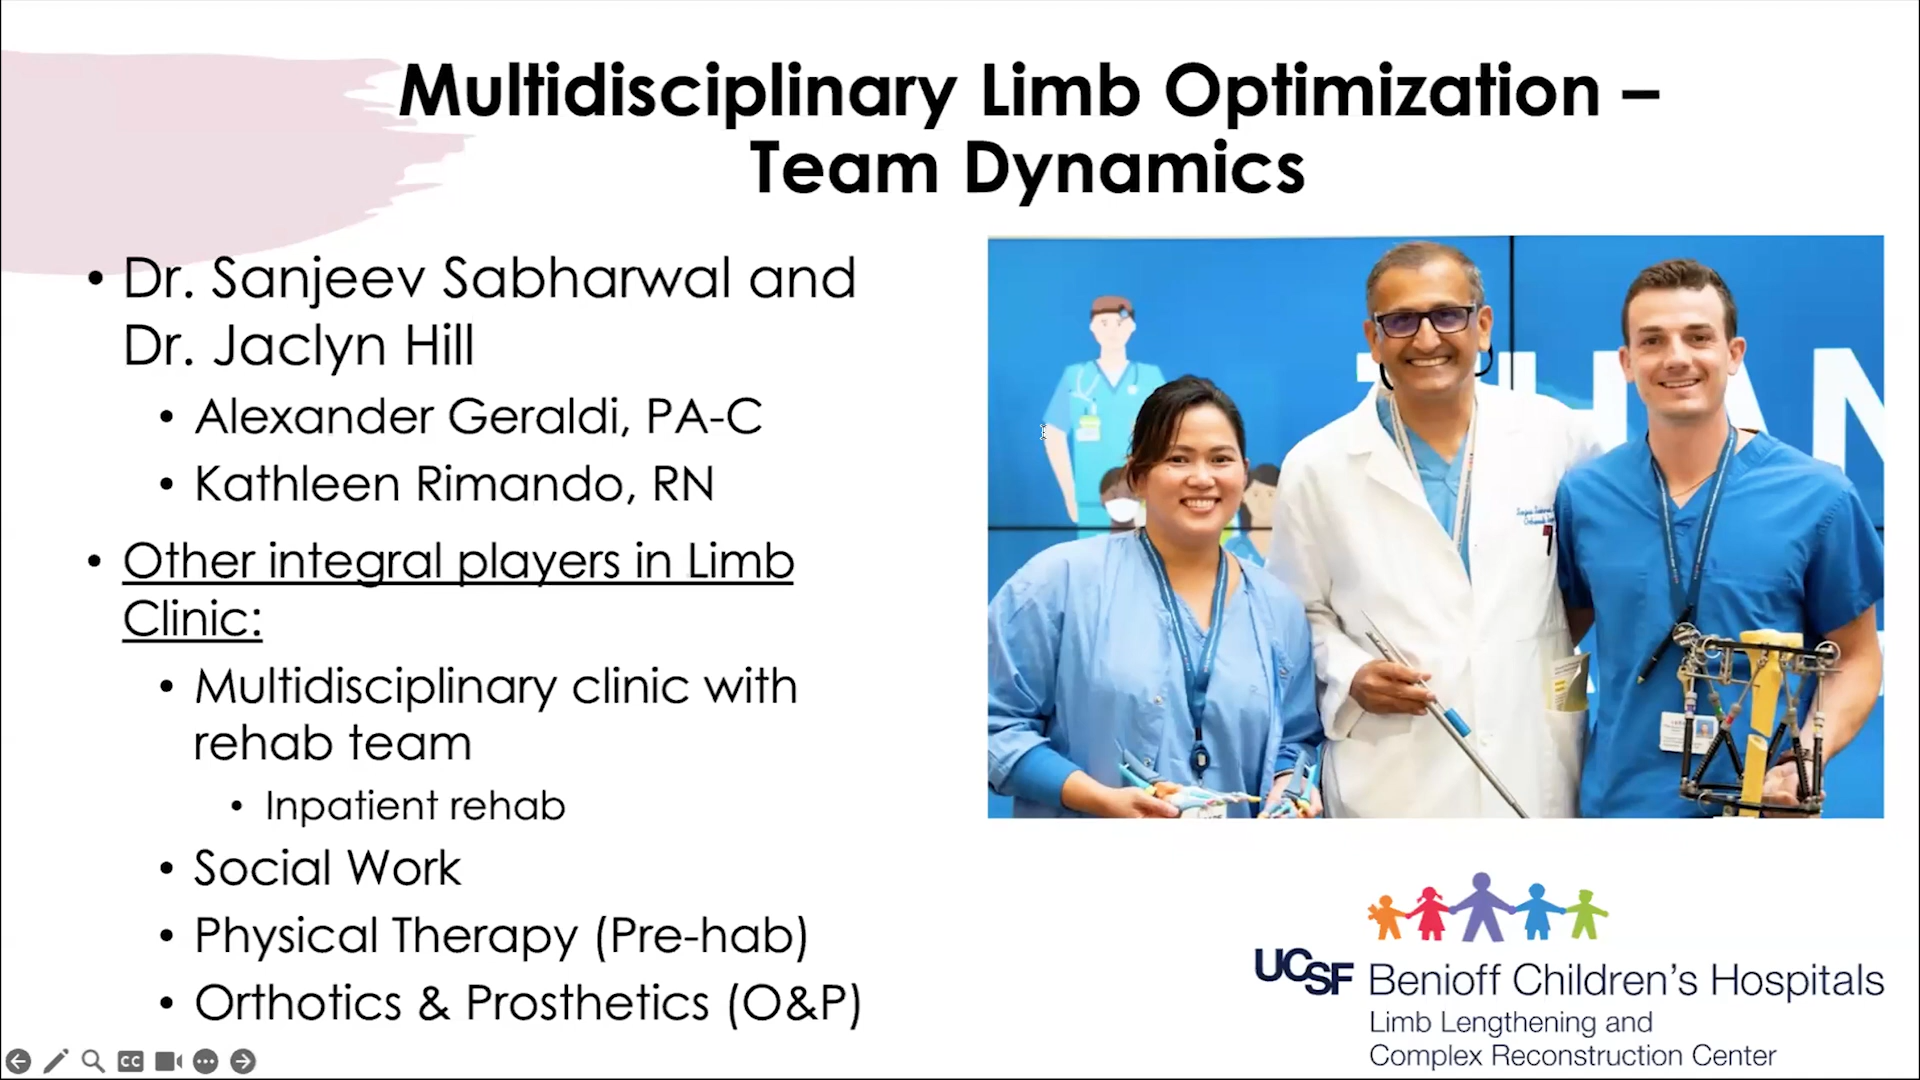 Multidisciplinary Limb Optimization –
Team Dynamics
• Dr. Sanjeev Sabharwal and
Dr. Jaclyn Hill
• Alexander Geraldi, PA-C
• Kathleen Rimando, RN
• Other integral players in Limb
Clinic:
• Multidisciplinary clinic with
rehab team
• Inpatient rehab
• Social Work
• Physical Therapy (Pre-hab)
• Orthotics & Prosthetics (O&P)
UCSF Benioff Children's Hospitals
Limb Lengthening and
Complex Reconstruction Center
CC